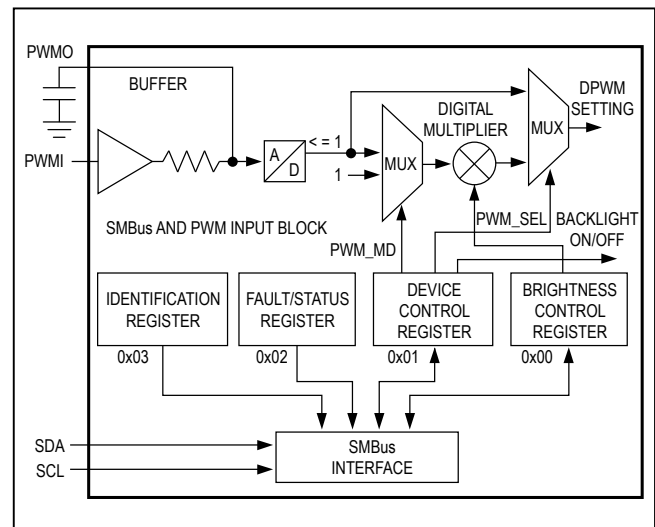 PWMO
BUFFER
PWMI
A
D
<= 1
1
MUX
DIGITAL
MULTIPLIER
MUX
DPWM
SETTING
SMBus AND PWM INPUT BLOCK
PWM_MD
PWM_SEL
BACKLIGHT
ON/OFF
IDENTIFICATION
REGISTER
0x03
FAULT/STATUS
REGISTER
0x02
DEVICE
CONTROL
REGISTER
0x01
BRIGHTNESS
CONTROL
REGISTER
0x00
SDA
SCL
SMBus
INTERFACE